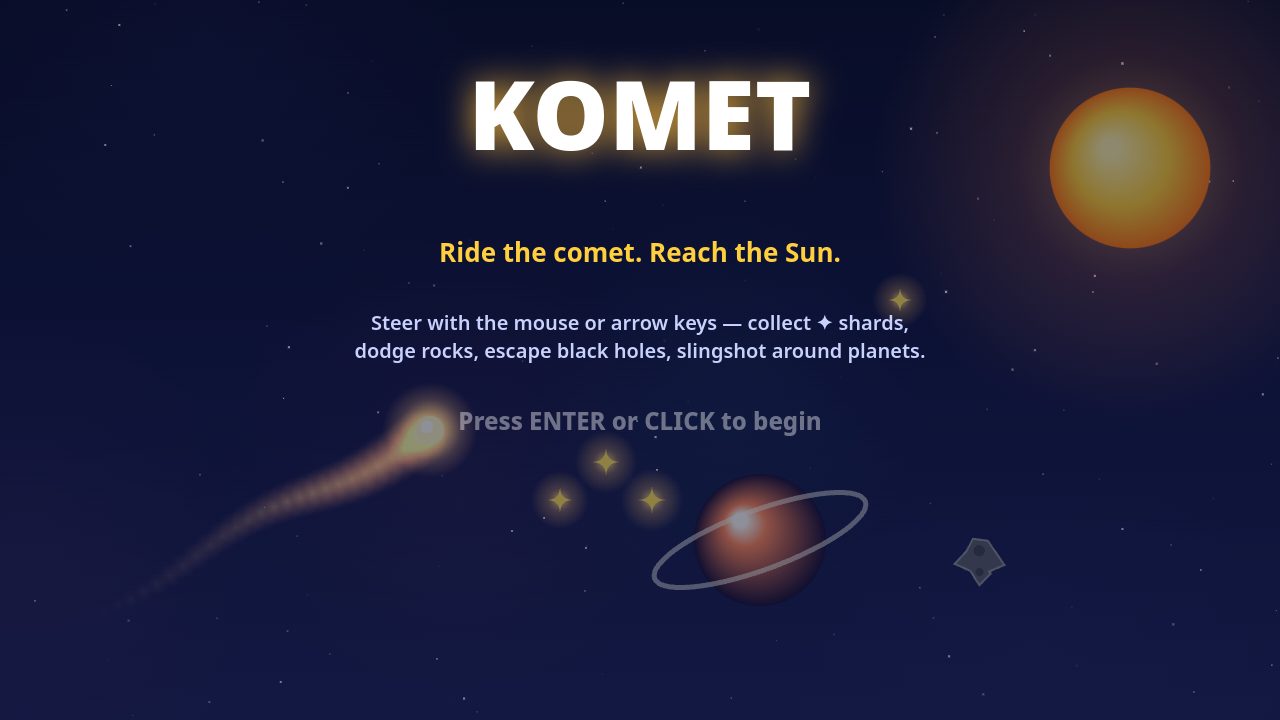 KOMET
Ride the comet. Reach the Sun.
Steer with the mouse or arrow keys — collect ✦ shards,
dodge rocks, escape black holes, slingshot around planets.
Press ENTER or CLICK to begin